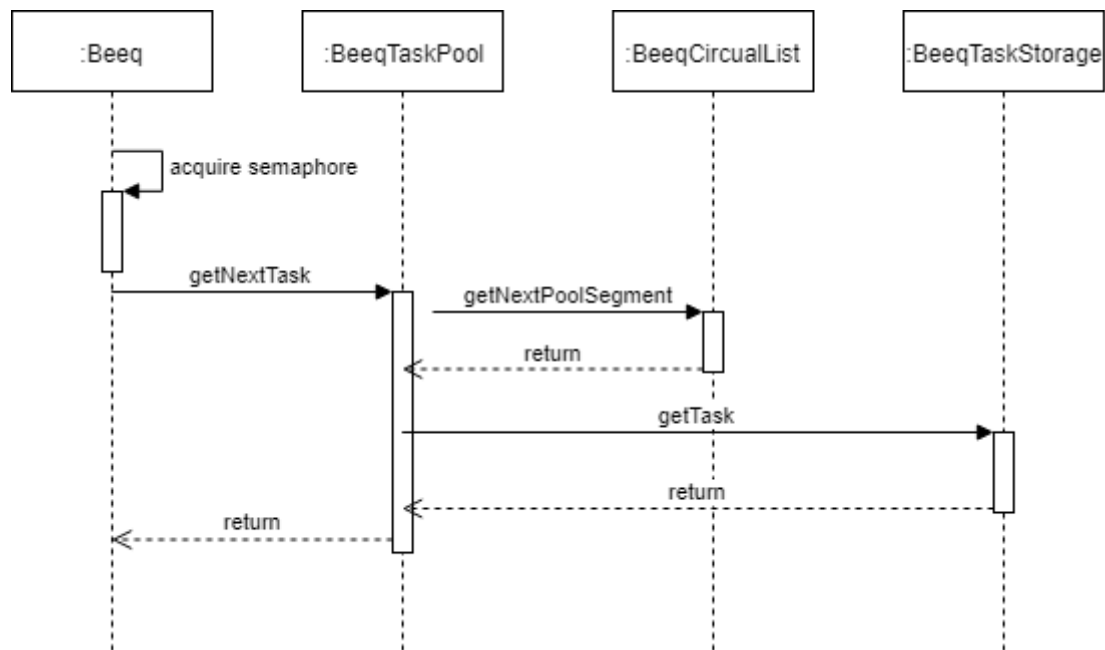 :Beeq
:BeeqTaskPool
:BeeqCircualList
:BeeqTaskStorage
acquire semaphore
getNextTask
getNextPoolSegment
return
getTask
return
return